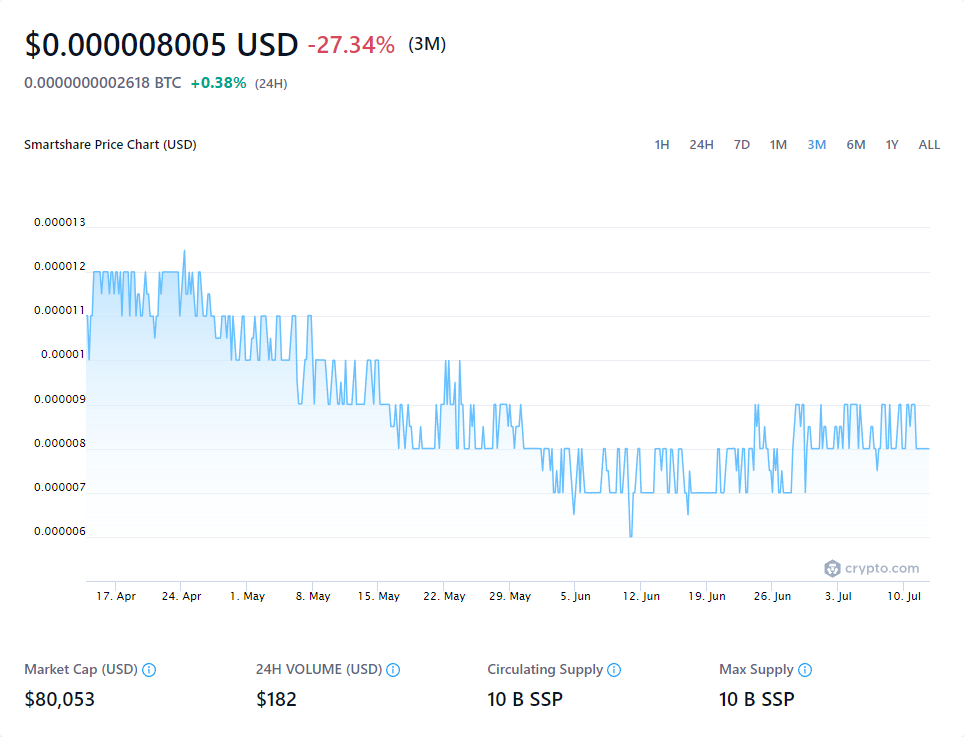 $0.000008005 USD -27.34% (3M)
0.0000000002618 BTC +0.38% (24H)
Smartshare Price Chart (USD) 1H 24H 7D 1M 3M 6M 1Y ALL
0.000013
0.000012
0.000011
0.00001
0.000009
0.000008
0.000007
0.000006
crypto.com
17. Apr 24. Apr 1. May 8. May 15. May 22. May 29. May 5. Jun 12. Jun 19. Jun 26. Jun 3. Jul 10. Jul
Market Cap (USD) 24H VOLUME (USD) Circulating Supply Max Supply
$80,053 $182 10 B SSP 10 B SSP